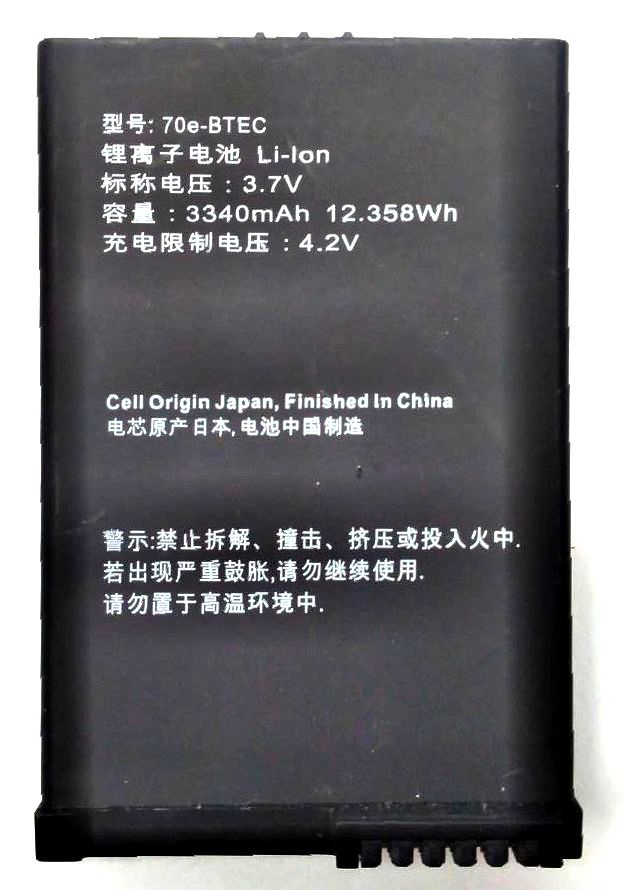 型号: 70e-BTEC
锂离子电池 Li-Ion
标称电压：3.7V
容量：3340mAh 12.358Wh
充电限制电压：4.2V
Cell Origin Japan, Finished In China
电芯原产日本,电池中国制造
警示:禁止拆解、撞击、挤压或投入火中.
若出现严重鼓胀,请勿继续使用.
请勿置于高温环境中.